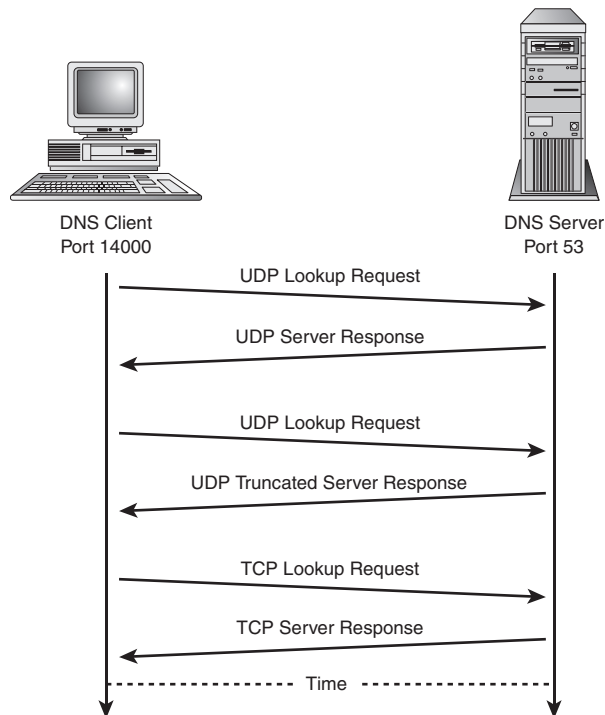 DNS Client
Port 14000
DNS Server
Port 53
UDP Lookup Request
UDP Server Response
UDP Lookup Request
UDP Truncated Server Response
TCP Lookup Request
TCP Server Response
Time